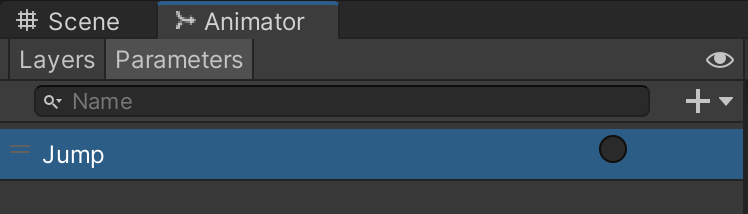 Scene Animator
Layers Parameters
Name
Jump